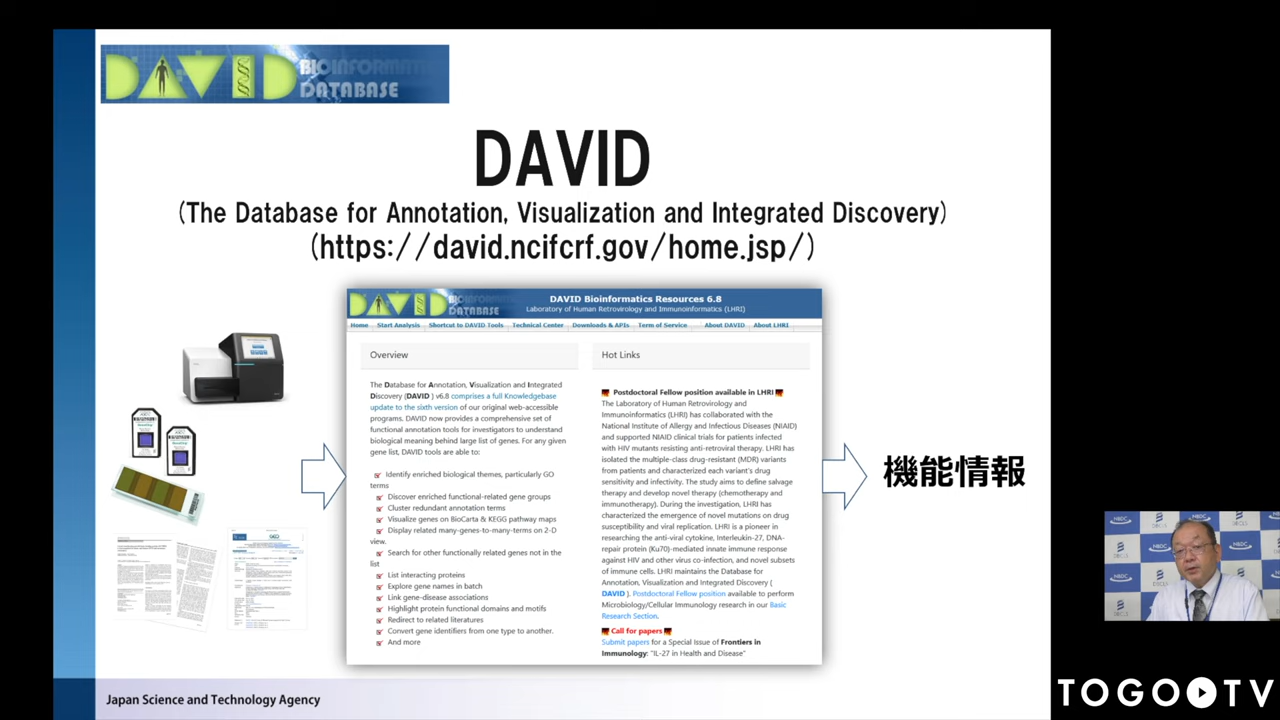 DAVID BIOINFORMATICS
DATABASE
DAVID
(The Database for Annotation, Visualization and Integrated Discovery)
(https://david.ncifcrf.gov/home.jsp/)
DAVID BIOINFORMATICS
DATABASE
DAVID Bioinformatics Resources 6.8
Laboratory of Human Retrovirology and Immunoinformatics (LHRI)
Home Start Analysis Shortcut to DAVID Tools Technical Center Downloads & APIs Term of Service About DAVID About LHRI
Overview
The Database for Annotation, Visualization and Integrated
Discovery (DAVID ) v6.8 comprises a full Knowledgebase
update to the sixth version of our original web-accessible
programs. DAVID now provides a comprehensive set of
functional annotation tools for investigators to understand
biological meaning behind large list of genes. For any given
gene list, DAVID tools are able to:
Identify enriched biological themes, particularly GO
terms
Discover enriched functional-related gene groups
Cluster redundant annotation terms
Visualize genes on BioCarta & KEGG pathway maps
Display related many-genes-to-many-terms on 2-D
view.
Search for other functionally related genes not in the
list
List interacting proteins
Explore gene names in batch
Link gene-disease associations
Highlight protein functional domains and motifs
Redirect to related literatures
Convert gene identifiers from one type to another.
And more
Hot Links
Postdoctoral Fellow position available in LHRI
The Laboratory of Human Retrovirology and
Immunoinformatics (LHRI) has collaborated with the
National Institute of Allergy and Infectious Diseases (NIAID)
and supported NIAID clinical trials for patients infected
with HIV mutants resisting anti-retroviral therapy. LHRI has
isolated the multiple-class drug-resistant (MDR) variants
from patients and characterized each variant's drug
sensitivity and infectivity. The study aims to define salvage
therapy and develop novel therapy (chemotherapy and
immunotherapy). During the investigation, LHRI has
characterized the emergence of novel mutations on drug
susceptibility and viral replication. LHRI is a pioneer in
researching the anti-viral cytokine, Interleukin-27, DNA-
repair protein (Ku70)-mediated innate immune response
against HIV and other virus co-infection, and novel subsets
of immune cells. LHRI maintains the Database for
Annotation, Visualization and Integrated Discovery (
DAVID ). Postdoctoral Fellow position available to perform
Microbiology/Cellular Immunology research in our Basic
Research Section.
Call for papers
Submit papers for a Special Issue of Frontiers in
Immunology: "IL-27 in Health and Disease"
機能情報
NBDC
Japan Science and Technology Agency
TOGO TV